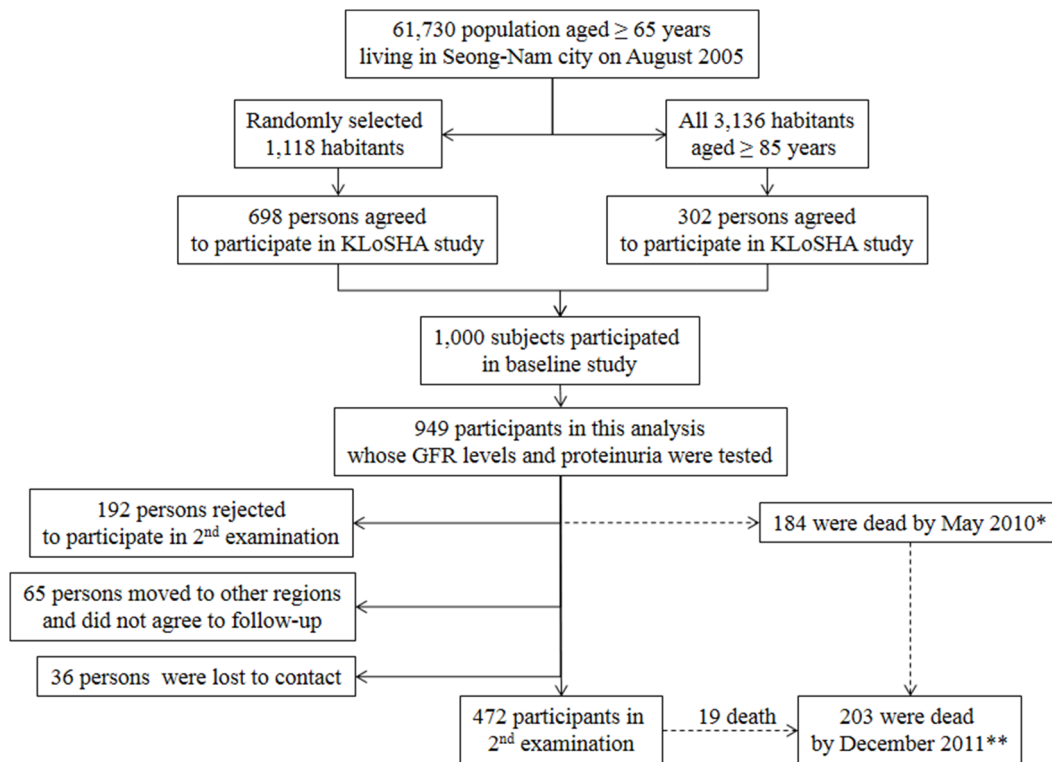 61,730 population aged ≥ 65 years
living in Seong-Nam city on August 2005
Randomly selected
1,118 habitants
All 3,136 habitants
aged ≥ 85 years
698 persons agreed
to participate in KLoSHA study
302 persons agreed
to participate in KLoSHA study
1,000 subjects participated
in baseline study
949 participants in this analysis
whose GFR levels and proteinuria were tested
192 persons rejected
to participate in 2nd examination
184 were dead by May 2010*
65 persons moved to other regions
and did not agree to follow-up
36 persons were lost to contact
472 participants in
2nd examination
19 death
203 were dead
by December 2011**